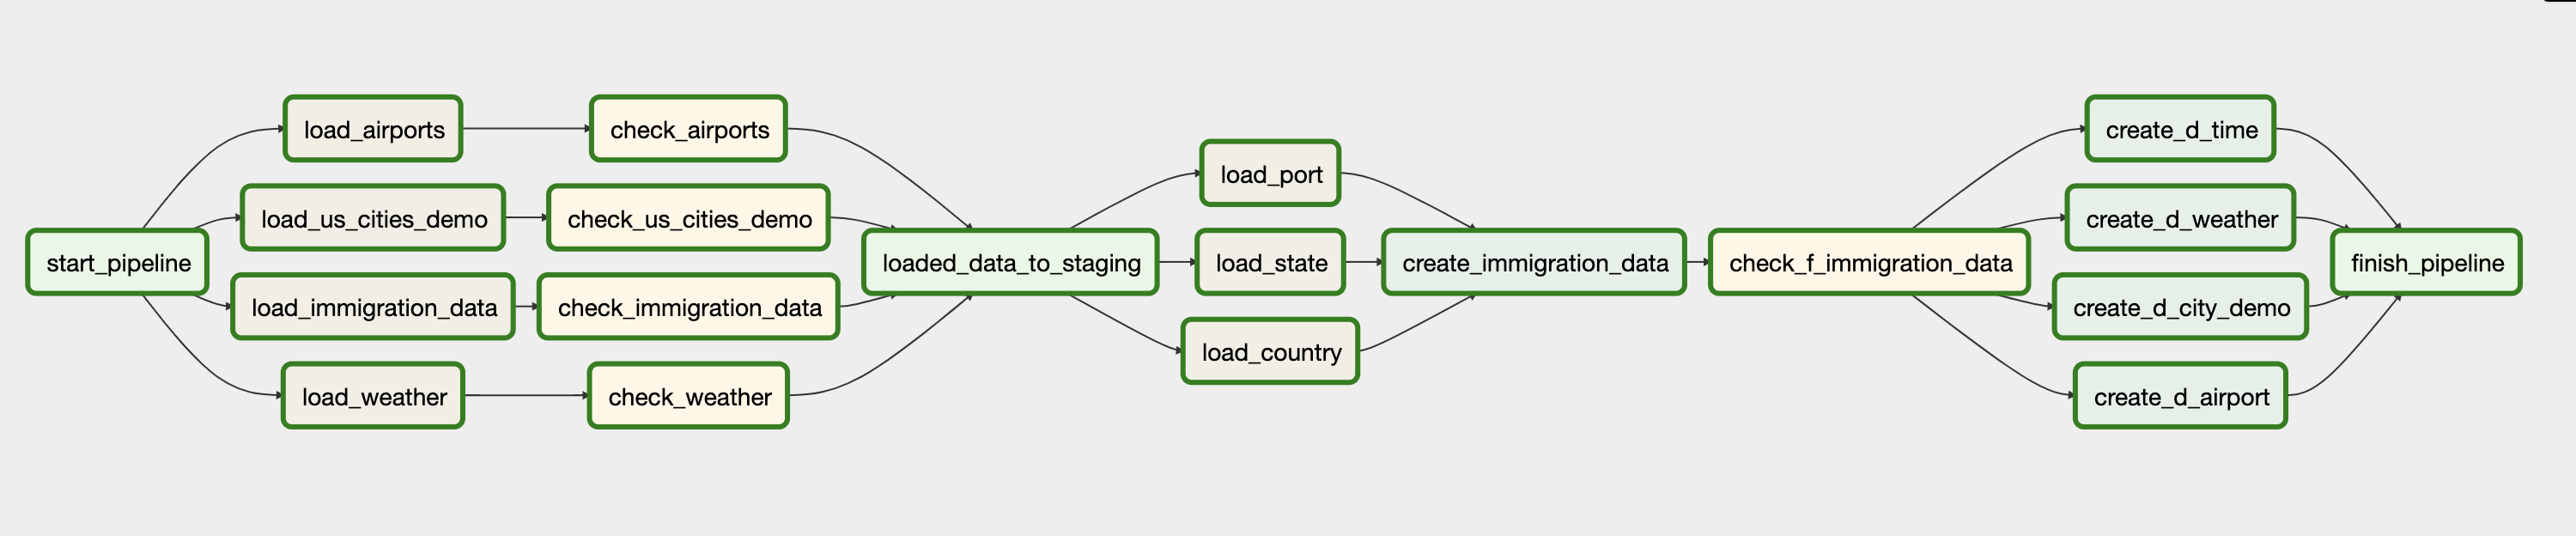 start_pipeline
load_airports
load_us_cities_demo
load_immigration_data
load_weather
check_airports
check_us_cities_demo
check_immigration_data
check_weather
loaded_data_to_staging
load_port
load_state
load_country
create_immigration_data
check_f_immigration_data
create_d_time
create_d_weather
create_d_city_demo
create_d_airport
finish_pipeline